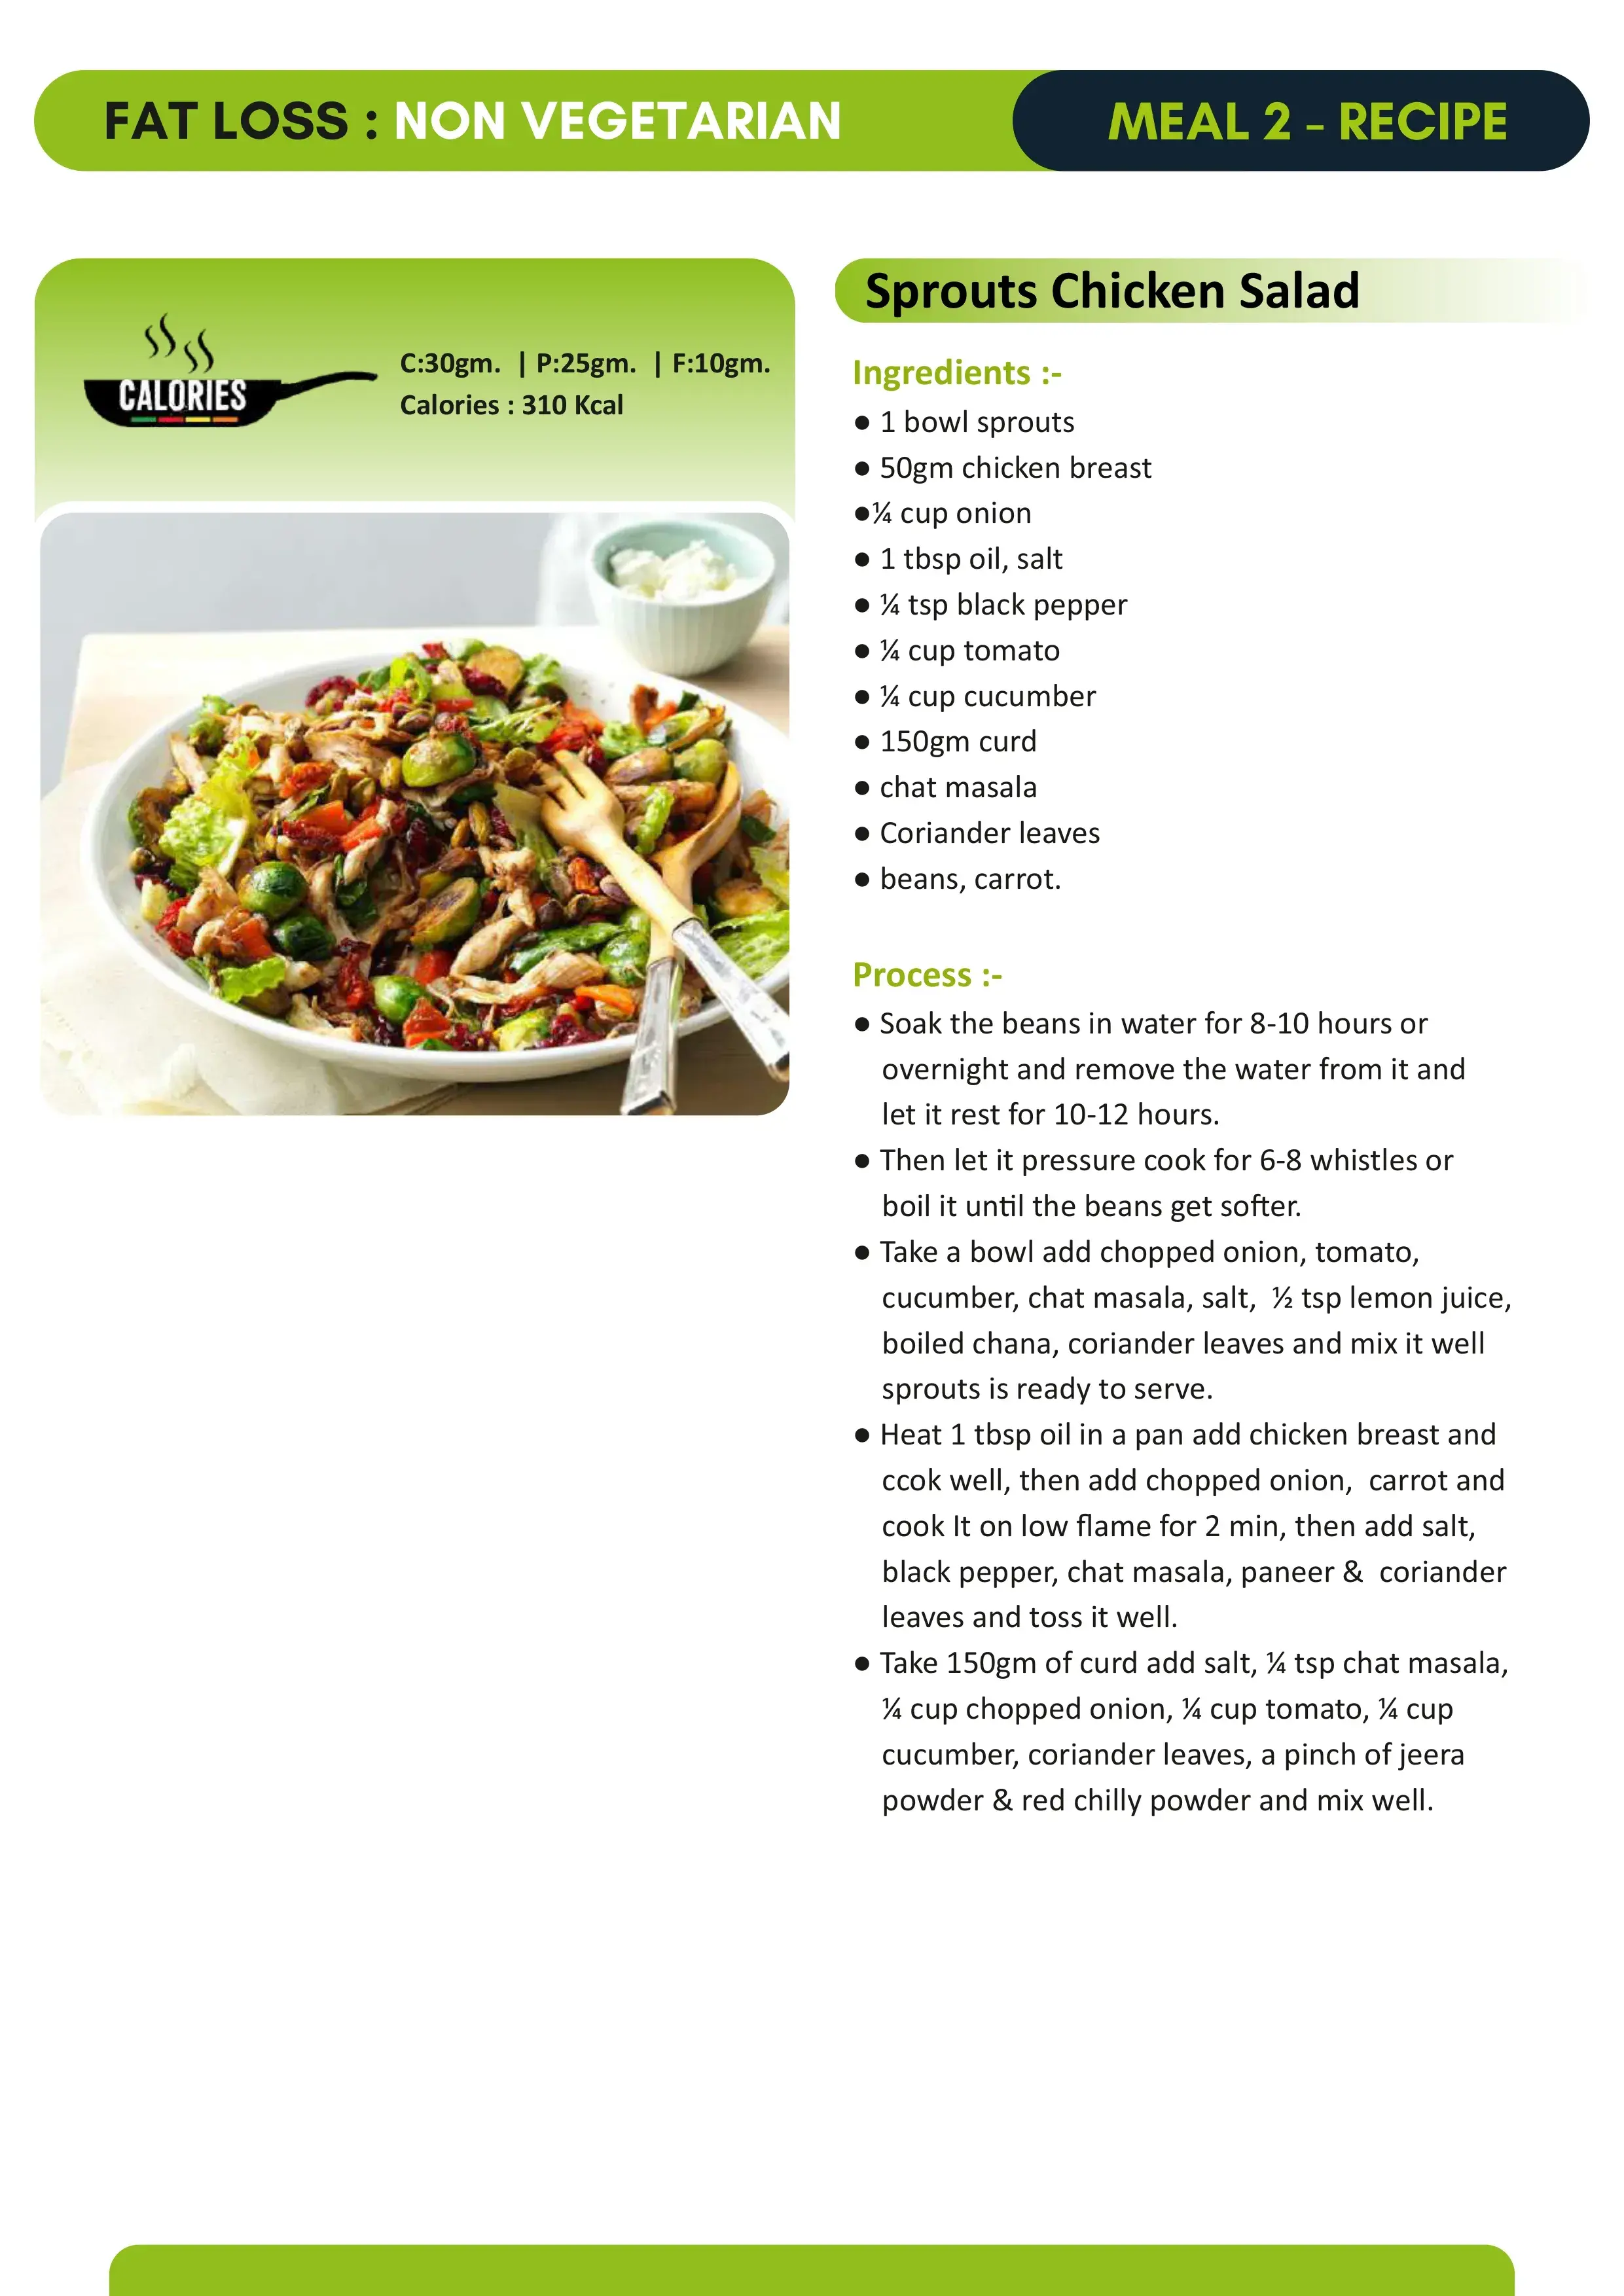 FAT LOSS : NON VEGETARIAN
MEAL 2 - RECIPE
CALORIES
C:30gm. | P:25gm. | F:10gm.
Calories : 310 Kcal
Sprouts Chicken Salad
Ingredients :-
● 1 bowl sprouts
● 50gm chicken breast
●¼ cup onion
● 1 tbsp oil, salt
● ¼ tsp black pepper
● ¼ cup tomato
● ¼ cup cucumber
● 150gm curd
● chat masala
● Coriander leaves
● beans, carrot.
Process :-
● Soak the beans in water for 8-10 hours or
overnight and remove the water from it and
let it rest for 10-12 hours.
● Then let it pressure cook for 6-8 whistles or
boil it until the beans get softer.
● Take a bowl add chopped onion, tomato,
cucumber, chat masala, salt, ½ tsp lemon juice,
boiled chana, coriander leaves and mix it well
sprouts is ready to serve.
● Heat 1 tbsp oil in a pan add chicken breast and
ccok well, then add chopped onion, carrot and
cook It on low flame for 2 min, then add salt,
black pepper, chat masala, paneer & coriander
leaves and toss it well.
● Take 150gm of curd add salt, ¼ tsp chat masala,
¼ cup chopped onion, ¼ cup tomato, ¼ cup
cucumber, coriander leaves, a pinch of jeera
powder & red chilly powder and mix well.